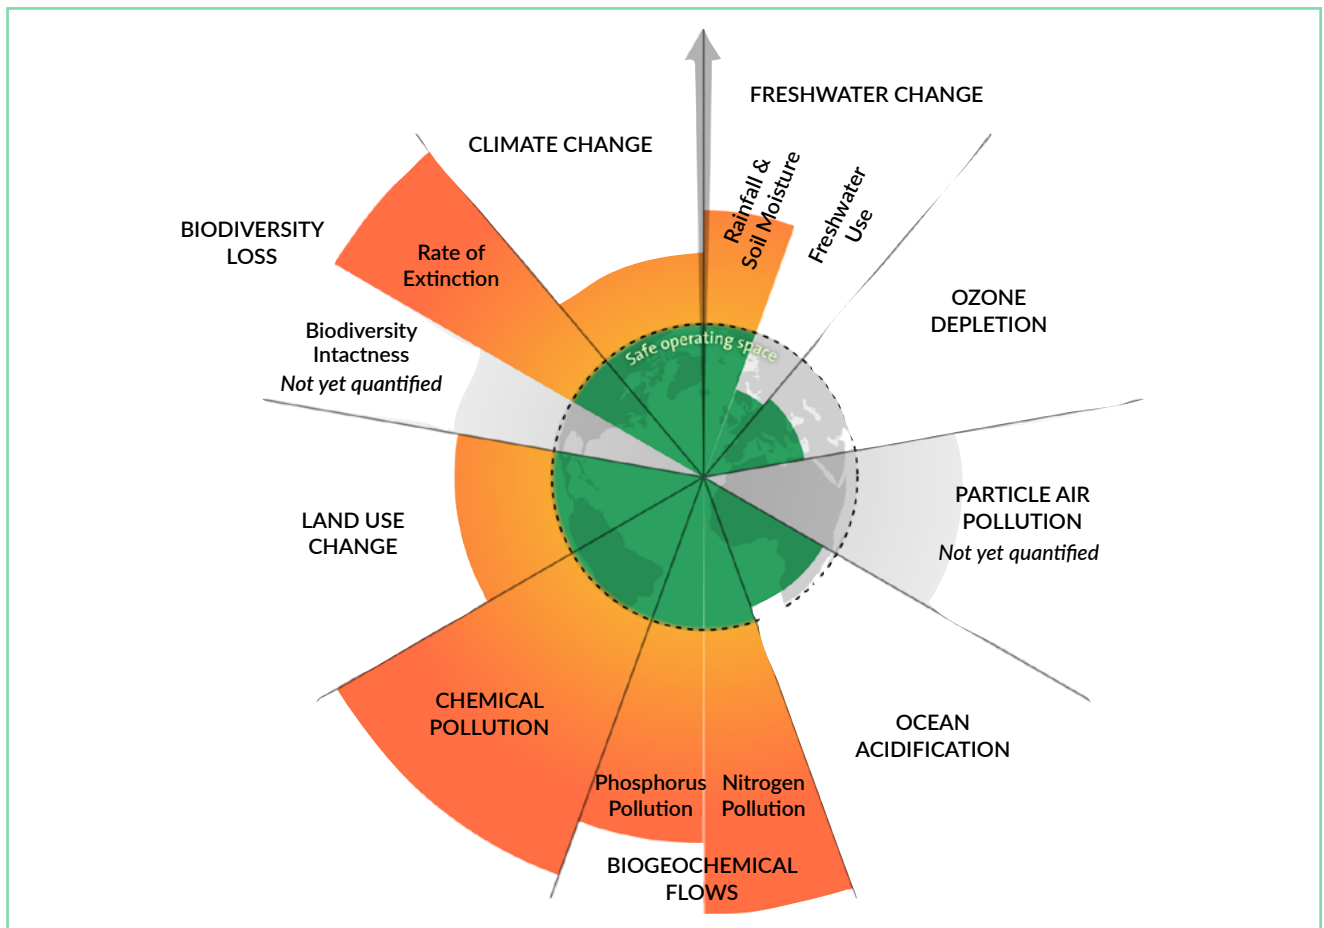 FRESHWATER CHANGE
Rainfall &
Soil Moisture
Freshwater
Use
OZONE
DEPLETION
PARTICLE AIR
POLLUTION
Not yet quantified
OCEAN
ACIDIFICATION
Nitrogen
Pollution
Phosphorus
Pollution
BIOGEOCHEMICAL
FLOWS
CHEMICAL
POLLUTION
LAND USE
CHANGE
Biodiversity
Intactness
Not yet quantified
BIODIVERSITY
LOSS
Rate of
Extinction
CLIMATE CHANGE
Safe operating space